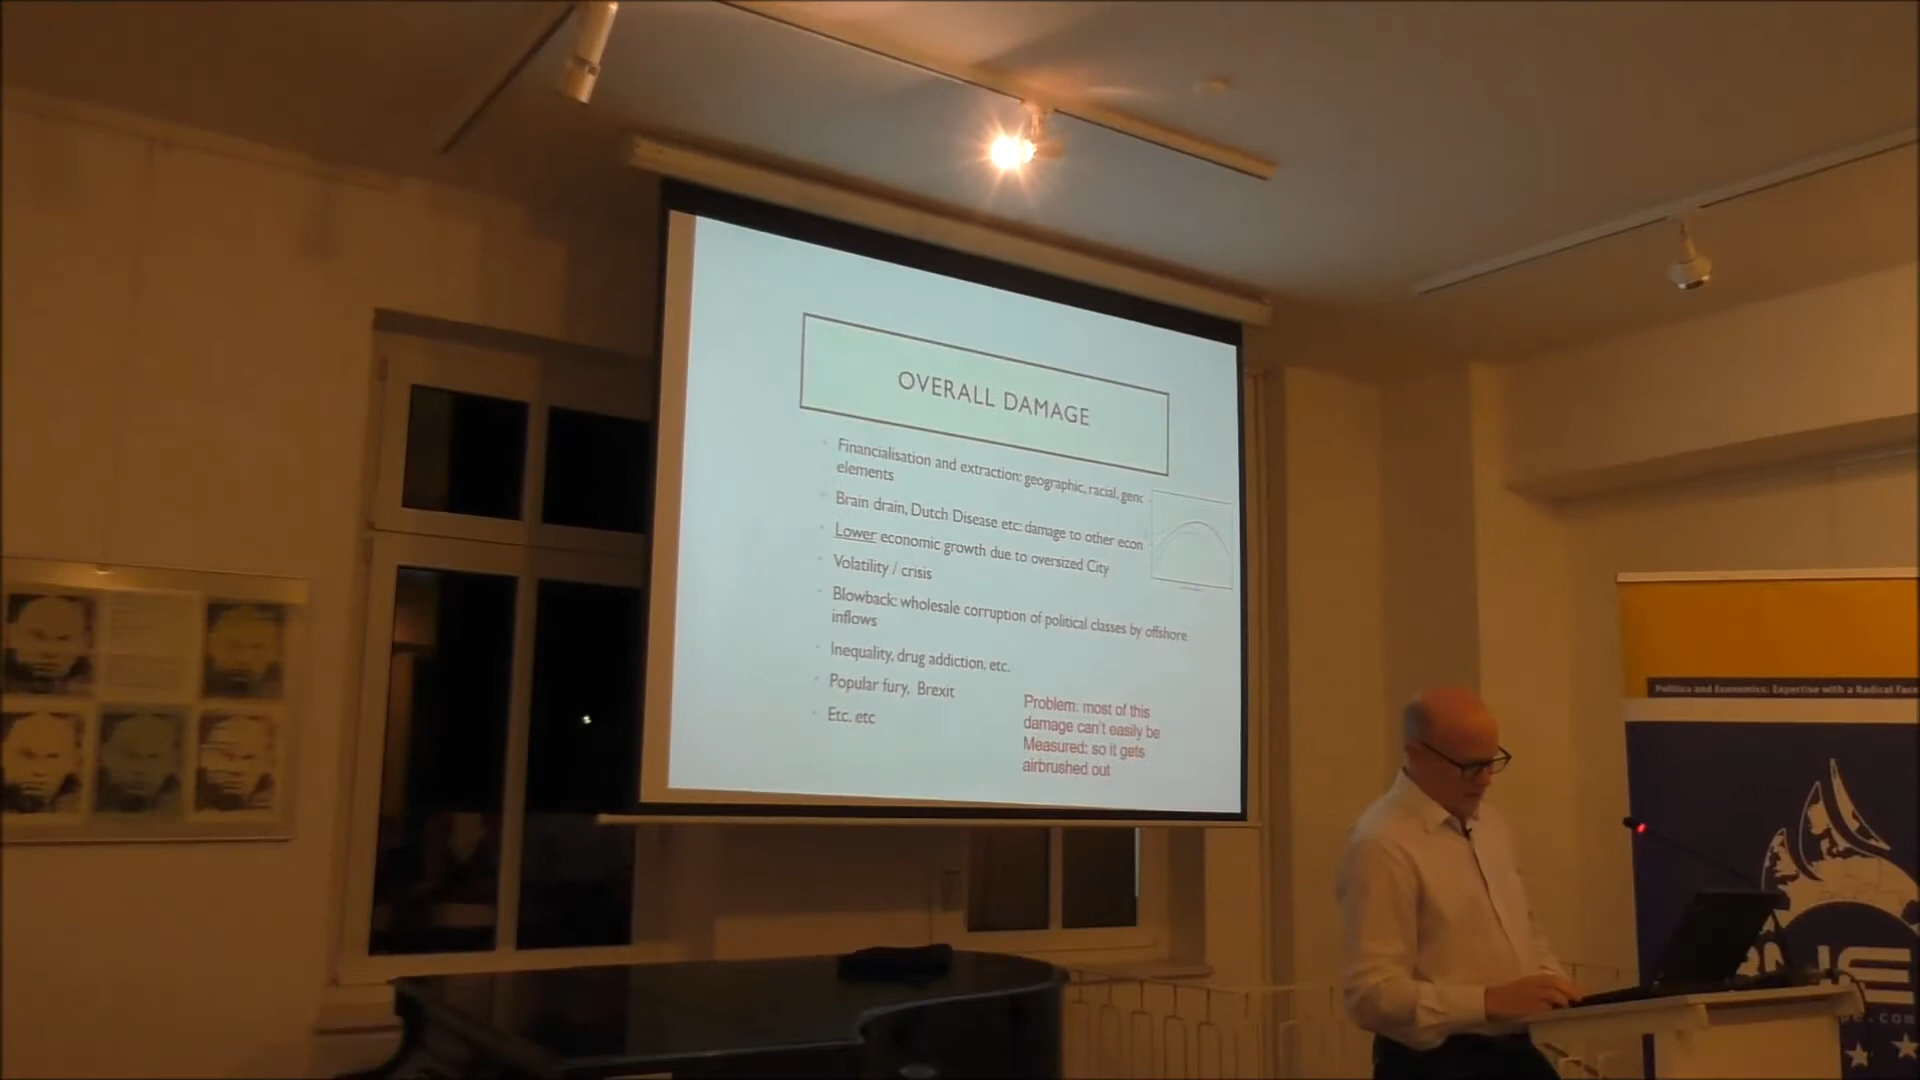 OVERALL DAMAGE
Financialisation and extraction: geographic, racial, genc
elements
Brain drain, Dutch Disease etc: damage to other econ
Lower economic growth due to oversized City
Volatility / crisis
Blowback: wholesale corruption of political classes by offshore
inflows
Inequality, drug addiction, etc.
Popular fury, Brexit
Etc. etc
Problem: most of this
damage can't easily be
Measured: so it gets
airbrushed out
Politics and Economics: Expertise with a Radical Face